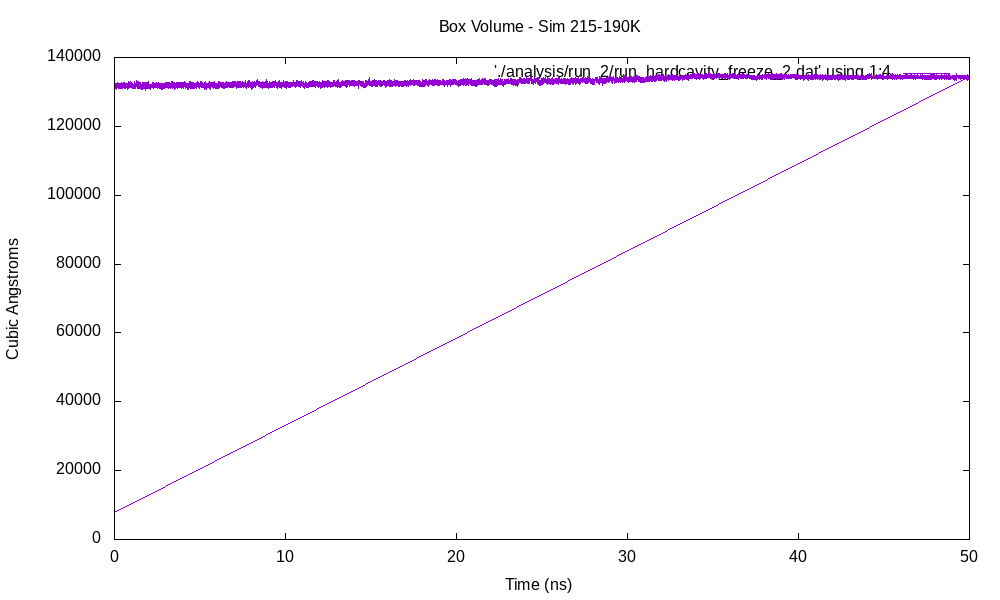 Box Volume - Sim 215-190K
'./analysis/run_2/run_hardcavity_freeze_2.dat' using 1:4
140000
120000
100000
80000
60000
40000
20000
0
Cubic Angstroms
0 10 20 30 40 50
Time (ns)